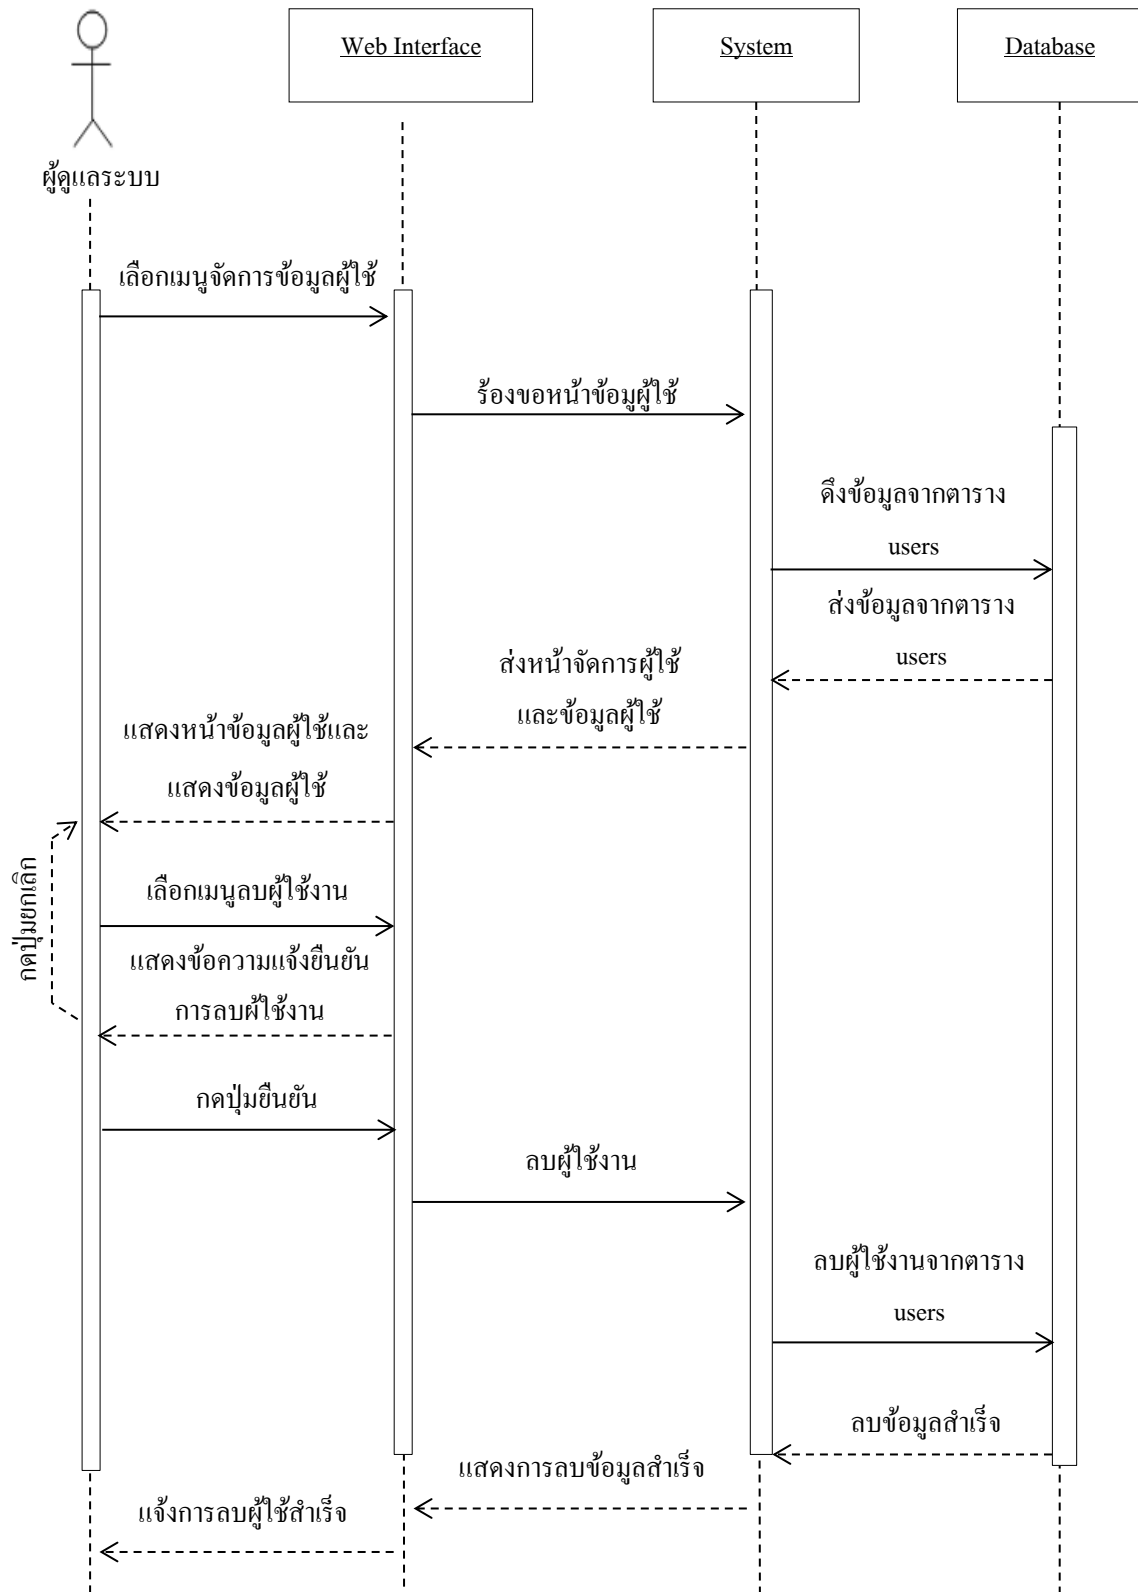 Web Interface
System
Database
ผู้ดูแลระบบ
เลือกเมนูจัดการข้อมูลผู้ใช้
ร้องขอหน้าข้อมูผู้ใช้
ดึงข้อมูลจากตาราง
users
ส่งข้อมูลจากตาราง
users
ส่งหน้าจัดการผู้ใช้
และข้อมูลผู้ใช้
แสดงหน้าข้อมูลผู้ใช้และ
แสดงข้อมูลผู้ใช้
กดปุ่มยกเลิก
เลือกเมนูลบผู้ใช้งาน
แสดงข้อความแจ้งยืนยัน
การลบผู้ใช้งาน
กดปุ่มยืนยัน
ลบผู้ใช้งาน
ลบผู้ใช้งานจากตาราง
users
ลบข้อมูลสำเร็จ
แสดงการลบข้อมูลสำเร็จ
แจ้งการลบผู้ใช้สำเร็จ